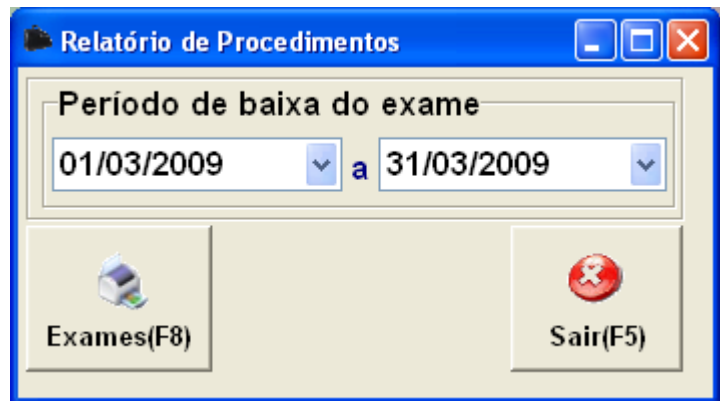 Relatório de Procedimentos
Período de baixa do exame
01/03/2009 a 31/03/2009
Exames(F8) Sair(F5)